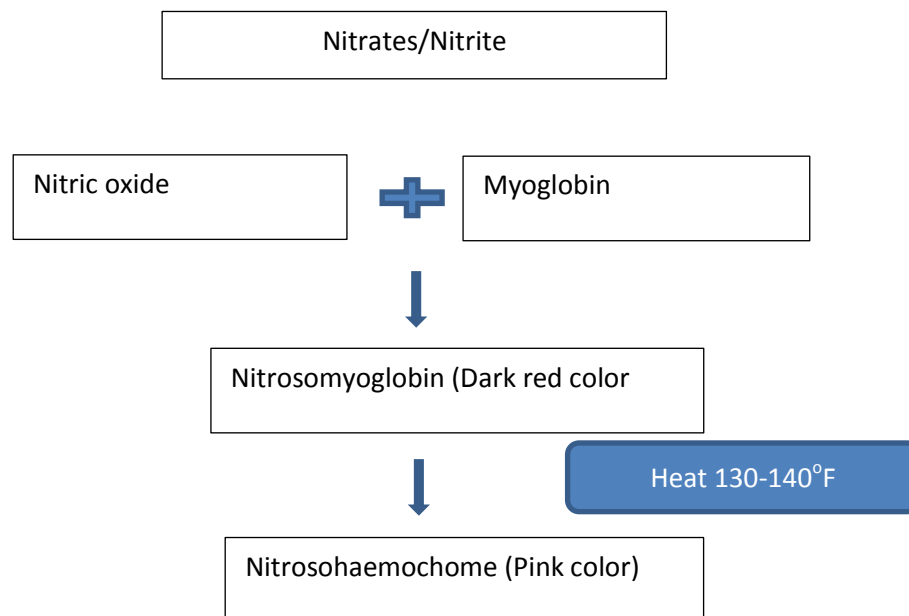 Nitrates/Nitrite
Nitric oxide
Myoglobin
Nitrosomyoglobin (Dark red color
Heat 130-140°F
Nitrosohaemochome (Pink color)